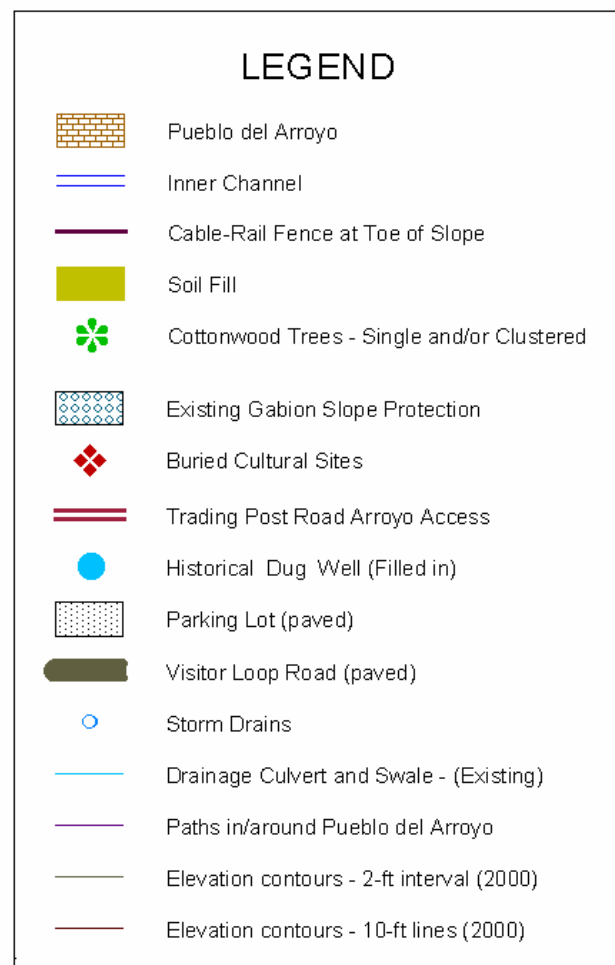 LEGEND
Pueblo del Arroyo
Inner Channel
Cable-Rail Fence at Toe of Slope
Soil Fill
Cottonwood Trees - Single and/or Clustered
Existing Gabion Slope Protection
Buried Cultural Sites
Trading Post Road Arroyo Access
Historical Dug Well (Filled in)
Parking Lot (paved)
Visitor Loop Road (paved)
Storm Drains
Drainage Culvert and Swale - (Existing)
Paths in/around Pueblo del Arroyo
Elevation contours - 2-ft interval (2000)
Elevation contours - 10-ft lines (2000)